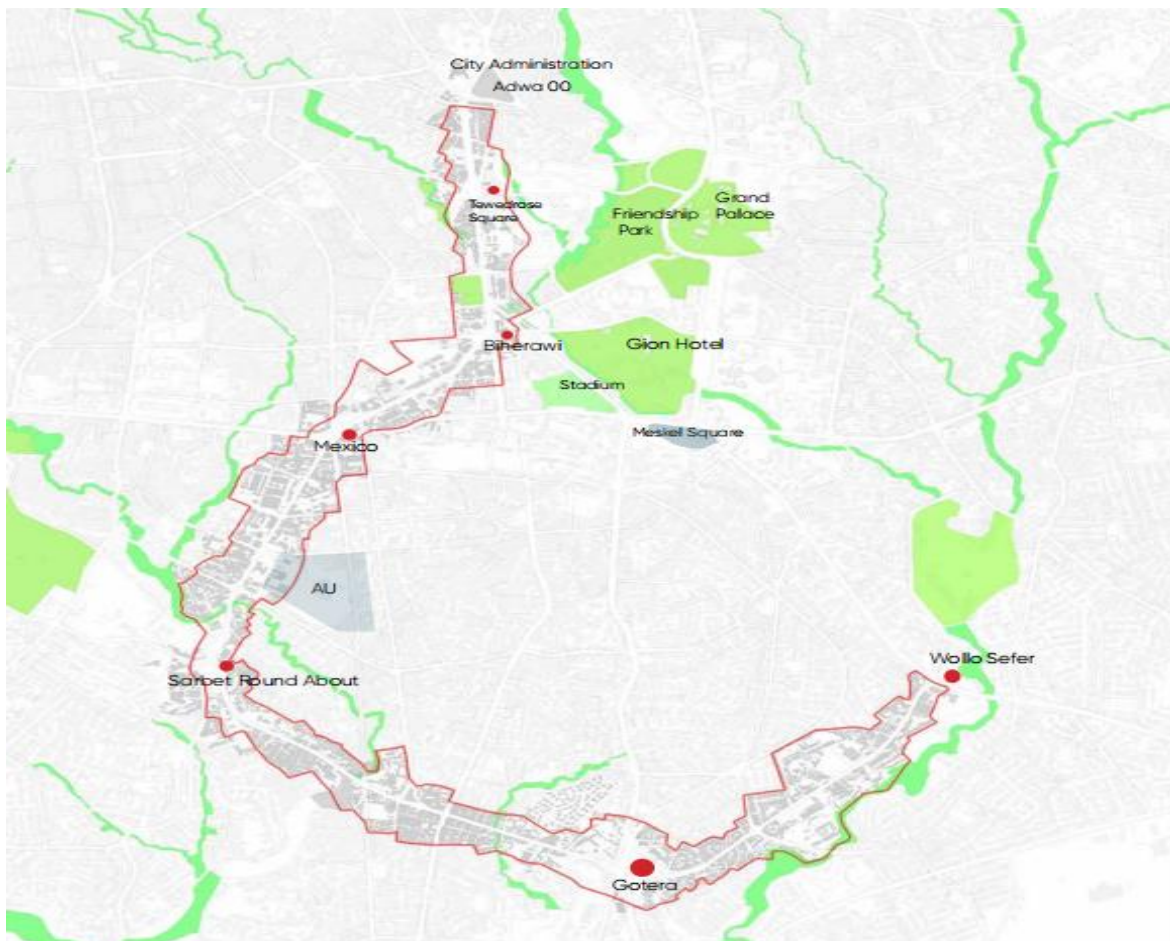 City Administration
Adwa 00
Tewedrase
Square
Friendship
Park
Grand
Pallace
Biherawi
Gion Hotel
Stadium
Meskel Square
Mexico
AU
Sarbet Round About
Wollo Sefer
Gotera